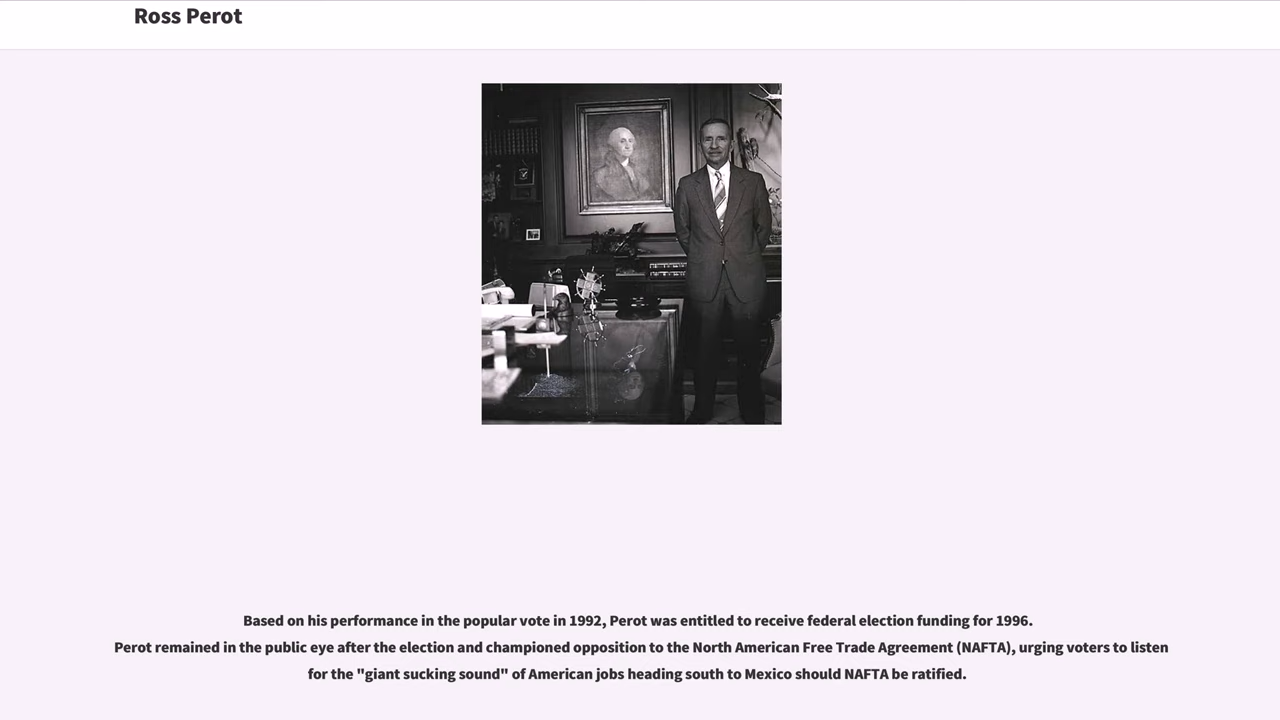 Ross Perot
Based on his performance in the popular vote in 1992, Perot was entitled to receive federal election funding for 1996.
Perot remained in the public eye after the election and championed opposition to the North American Free Trade Agreement (NAFTA), urging voters to listen
for the "giant sucking sound" of American jobs heading south to Mexico should NAFTA be ratified.